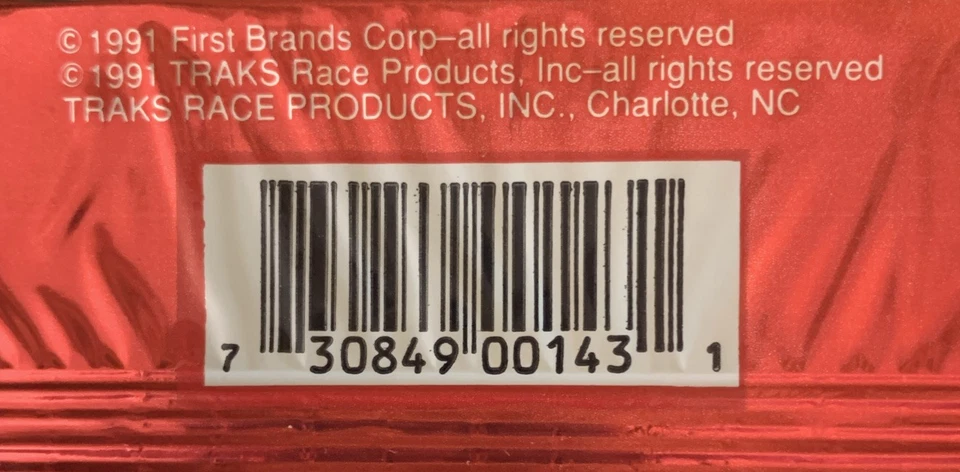 © 1991 First Brands Corp–all rights reserved
© 1991 TRAKS Race Products, Inc–all rights reserved
TRAKS RACE PRODUCTS, INC., Charlotte, NC
7 30849 00143 1